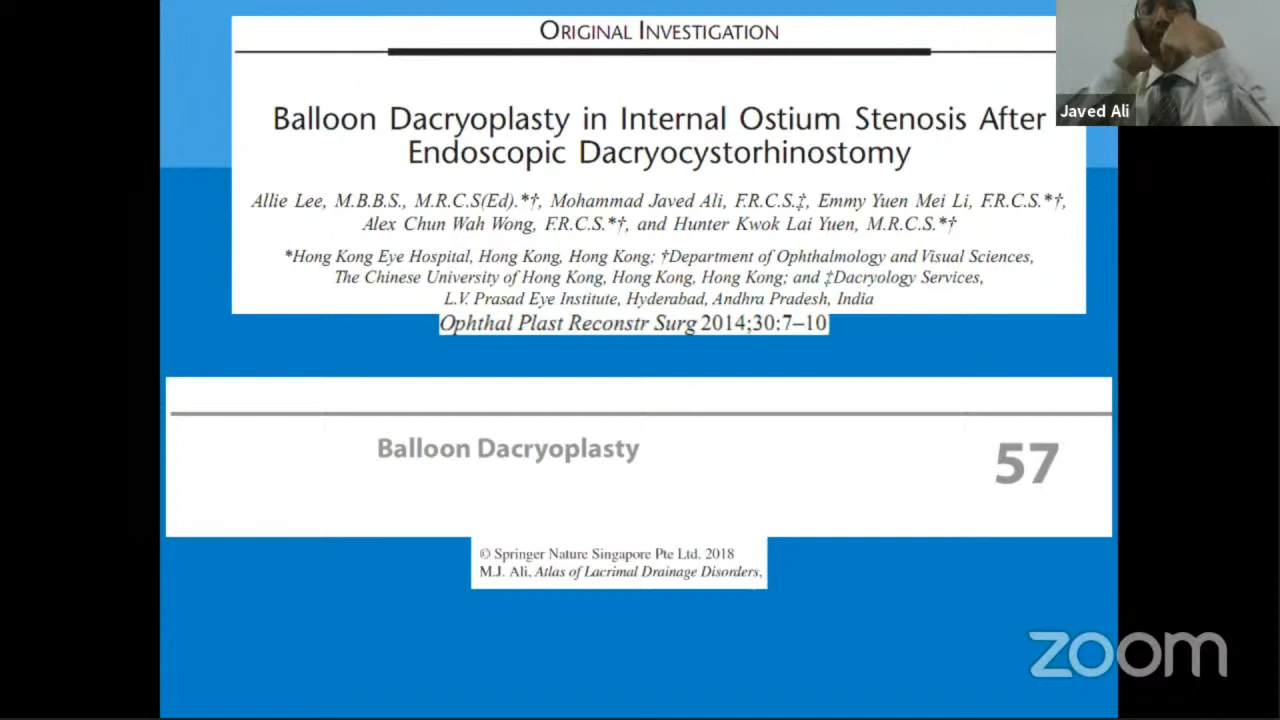 ORIGINAL INVESTIGATION
Balloon Dacryoplasty in Internal Ostium Stenosis After
Endoscopic Dacryocystorhinostomy
Allie Lee, M.B.B.S., M.R.C.S(Ed).*†, Mohammad Javed Ali, F.R.C.S.‡, Emmy Yuen Mei Li, F.R.C.S.*†,
Alex Chun Wah Wong, F.R.C.S.*†, and Hunter Kwok Lai Yuen, M.R.C.S.*†
*Hong Kong Eye Hospital, Hong Kong, Hong Kong; †Department of Ophthalmology and Visual Sciences,
The Chinese University of Hong Kong, Hong Kong, Hong Kong; and ‡Dacryology Services,
L.V. Prasad Eye Institute, Hyderabad, Andhra Pradesh, India
Ophthal Plast Reconstr Surg 2014;30:7–10
Javed Ali
Balloon Dacryoplasty 57
© Springer Nature Singapore Pte Ltd. 2018
M.J. Ali, Atlas of Lacrimal Drainage Disorders,
zoom